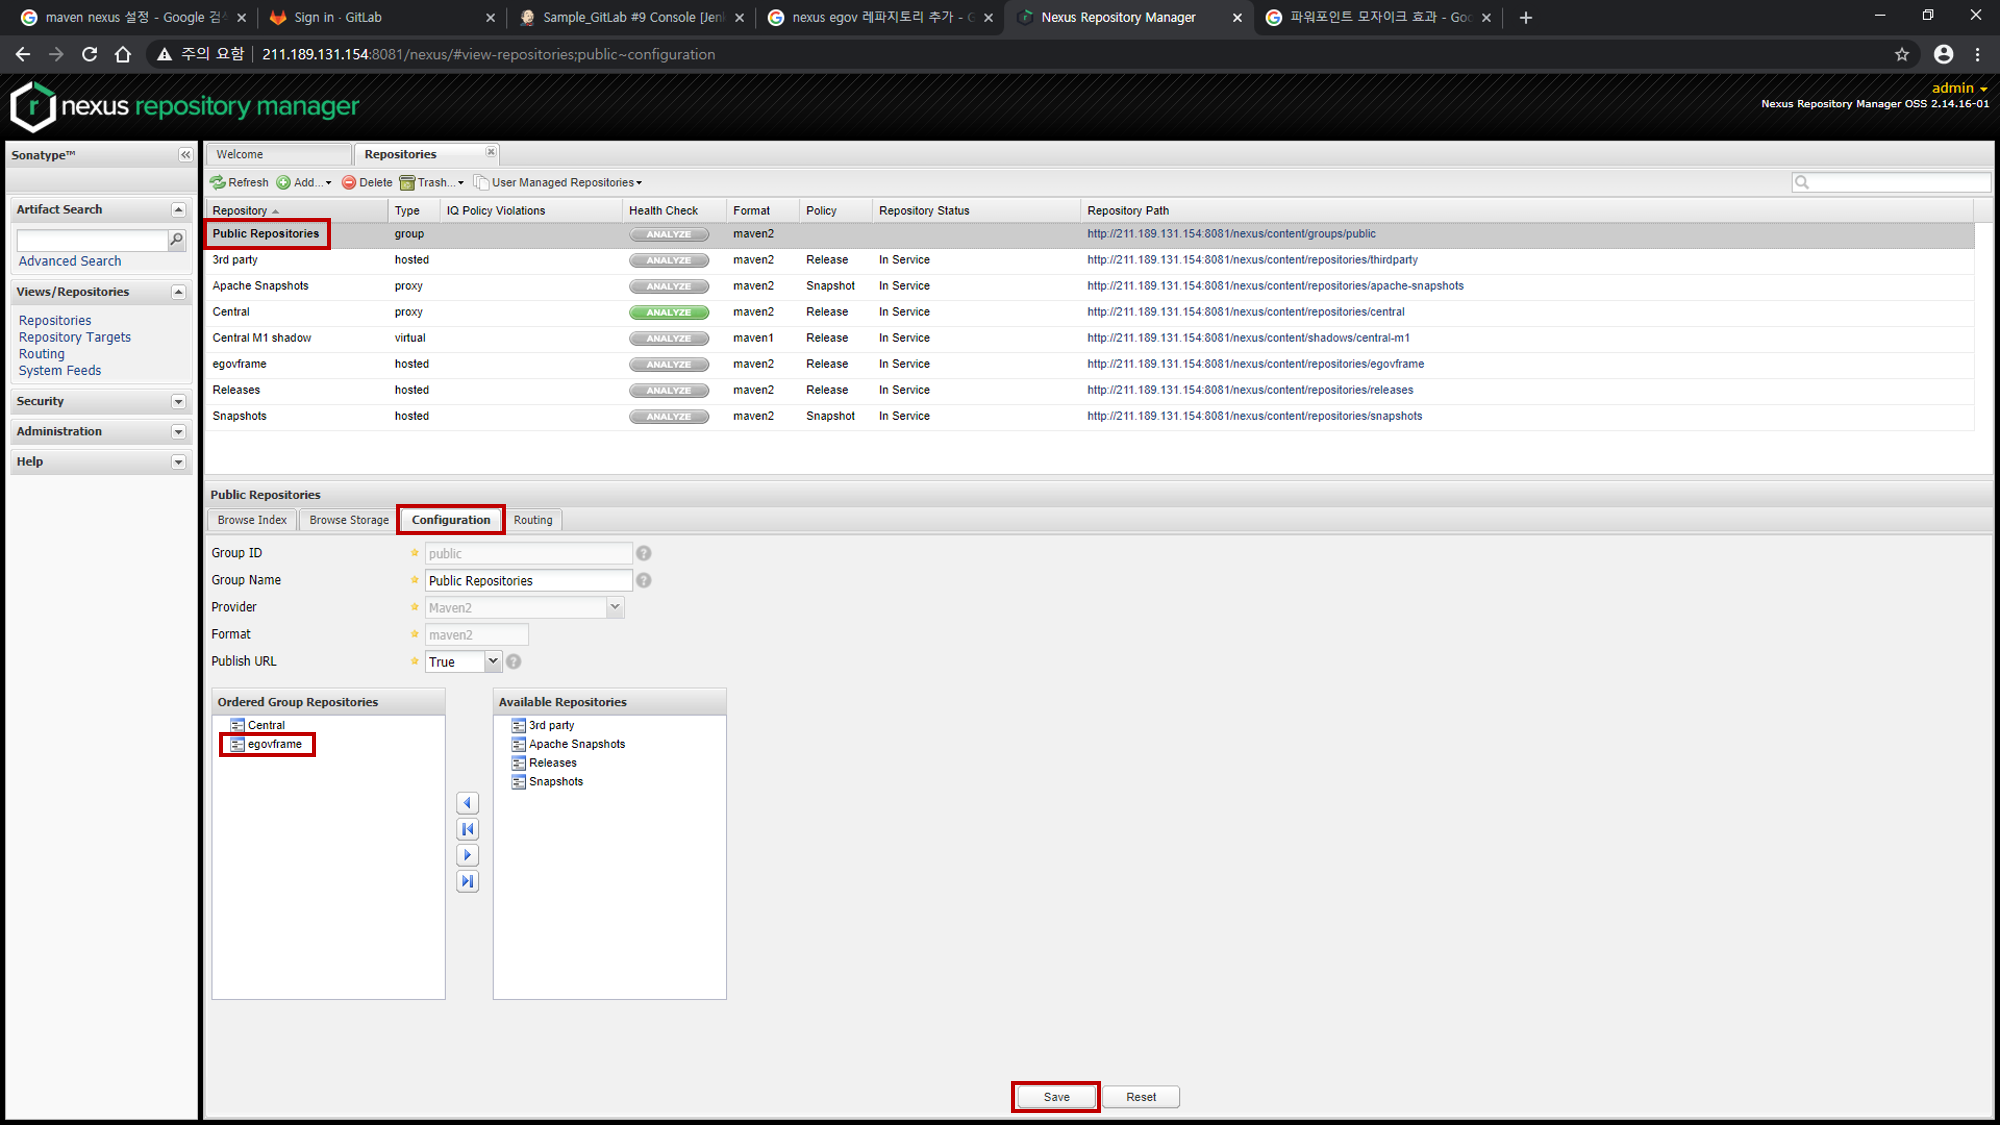 maven nexus 설정 - Google 검색
Sign in · GitLab
Sample_GitLab #9 Console [Jenk
nexus egov 레파지토리 추가 - G
Nexus Repository Manager
파워포인트 모자이크 효과 - Goo
주의 요함
211.189.131.154:8081/nexus/#view-repositories;public~configuration
nexus repository manager
admin
Nexus Repository Manager OSS 2.14.16-01
Sonatype™
Welcome
Repositories
Refresh Add... Delete Trash... User Managed Repositories
Artifact Search
Advanced Search
Views/Repositories
Repositories
Repository Targets
Routing
System Feeds
Security
Administration
Help
Repository Type IQ Policy Violations Health Check Format Policy Repository Status Repository Path
Public Repositories group ANALYZE maven2 http://211.189.131.154:8081/nexus/content/groups/public
3rd party hosted ANALYZE maven2 Release In Service http://211.189.131.154:8081/nexus/content/repositories/thirdparty
Apache Snapshots proxy ANALYZE maven2 Snapshot In Service http://211.189.131.154:8081/nexus/content/repositories/apache-snapshots
Central proxy ANALYZE maven2 Release In Service http://211.189.131.154:8081/nexus/content/repositories/central
Central M1 shadow virtual ANALYZE maven1 Release In Service http://211.189.131.154:8081/nexus/content/shadows/central-m1
egovframe hosted ANALYZE maven2 Release In Service http://211.189.131.154:8081/nexus/content/repositories/egovframe
Releases hosted ANALYZE maven2 Release In Service http://211.189.131.154:8081/nexus/content/repositories/releases
Snapshots hosted ANALYZE maven2 Snapshot In Service http://211.189.131.154:8081/nexus/content/repositories/snapshots
Public Repositories
Browse Index Browse Storage Configuration Routing
Group ID public
Group Name Public Repositories
Provider Maven2
Format maven2
Publish URL True
Ordered Group Repositories
Central
egovframe
Available Repositories
3rd party
Apache Snapshots
Releases
Snapshots
Save Reset